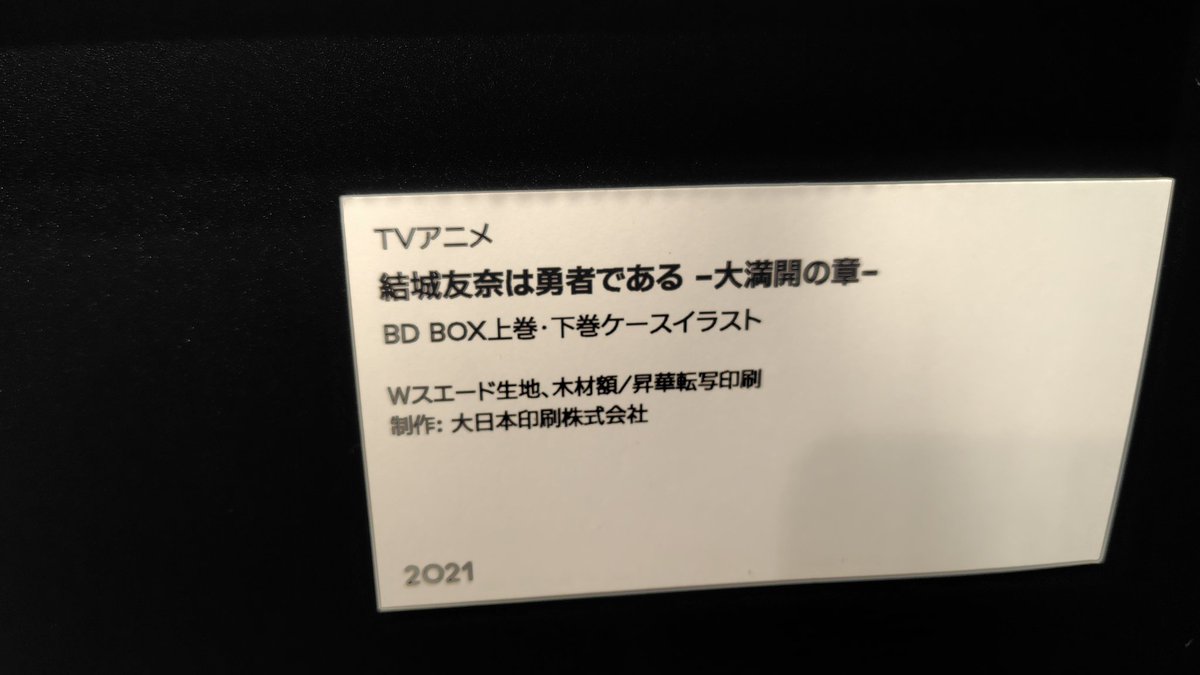 TVアニメ
結城友奈は勇者である -大満開の章-
BD BOX上巻・下巻ケースイラスト
Wスエード生地、木材額/昇華転写印刷
制作: 大日本印刷株式会社
2021